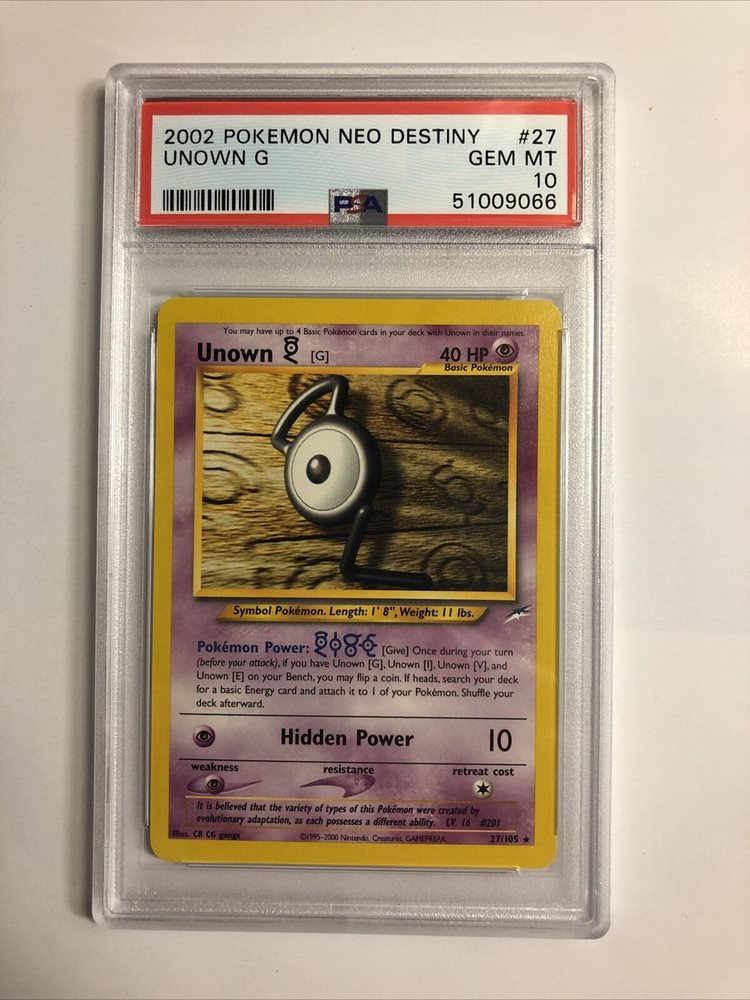 2002 POKEMON NEO DESTINY #27
UNOWN G GEM MT
10
PSA 51009066
You may have up to 4 Basic Pokémon cards in your deck with Unown in their names.
Unown [G] 40 HP
Basic Pokémon
Symbol Pokémon. Length: 1' 8", Weight: 11 lbs.
Pokémon Power: [Give] Once during your turn
(before your attack), if you have Unown [G], Unown [I], Unown [V], and
Unown [E] on your Bench, you may flip a coin. If heads, search your deck
for a basic Energy card and attach it to 1 of your Pokémon. Shuffle your
deck afterward.
Hidden Power 10
weakness resistance retreat cost
It is believed that the variety of types of this Pokémon were created by
evolutionary adaptation, as each possesses a different ability. LV. 16 #201
Illus. CR CG gangs ©1995-2000 Nintendo, Creatures, GAMEFREAK. 27/105 ★